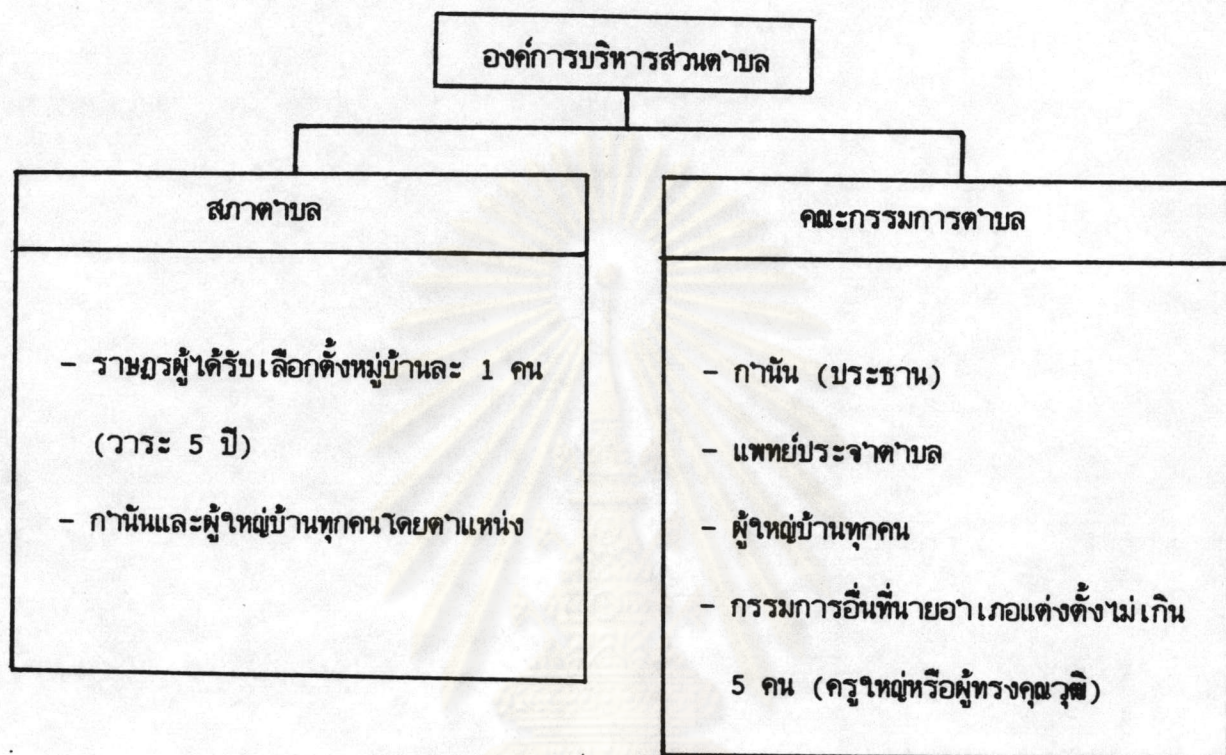 องค์การบริหารส่วนตำบล
สภาตำบล
- ราษฎรผู้ได้รับเลือกตั้งหมู่บ้านละ 1 คน
(วาระ 5 ปี)
- กำนันและผู้ใหญ่บ้านทุกคนโดยตำแหน่ง
คณะกรรมการตำบล
- กำนัน (ประธาน)
- แพทย์ประจำตำบล
- ผู้ใหญ่บ้านทุกคน
- กรรมการอื่นที่นายอำเภอแต่งตั้งไม่เกิน
5 คน (ครูใหญ่หรือผู้ทรงคุณวุฒิ)